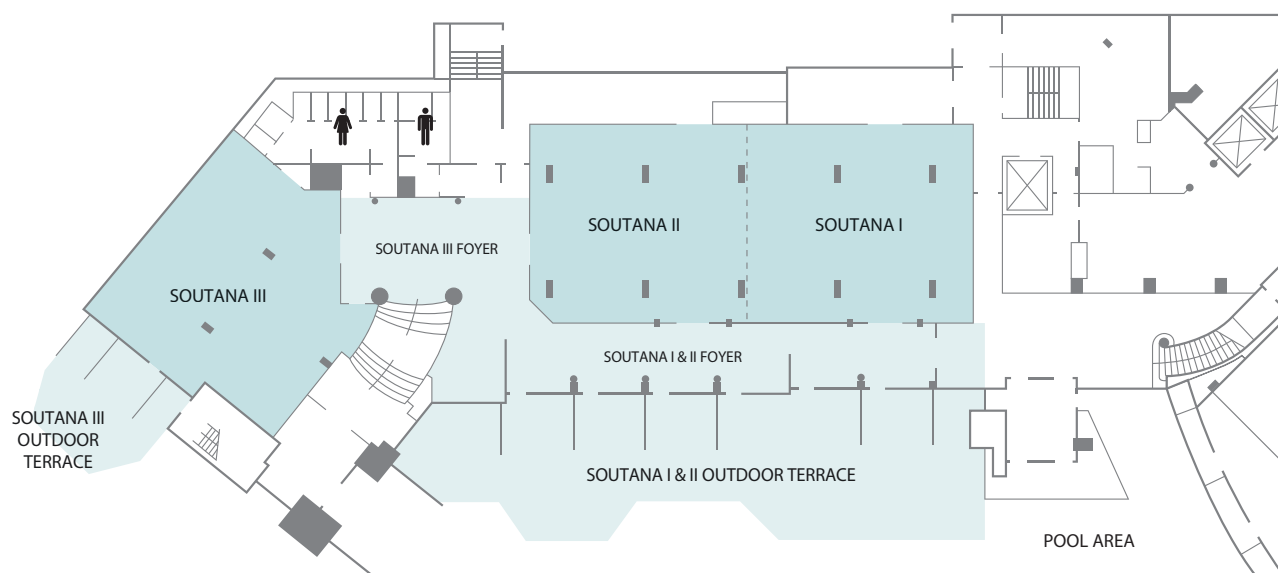 SOUTANA II
SOUTANA I
SOUTANA III FOYER
SOUTANA III
SOUTANA I & II FOYER
SOUTANA III
OUTDOOR
TERRACE
SOUTANA I & II OUTDOOR TERRACE
POOL AREA